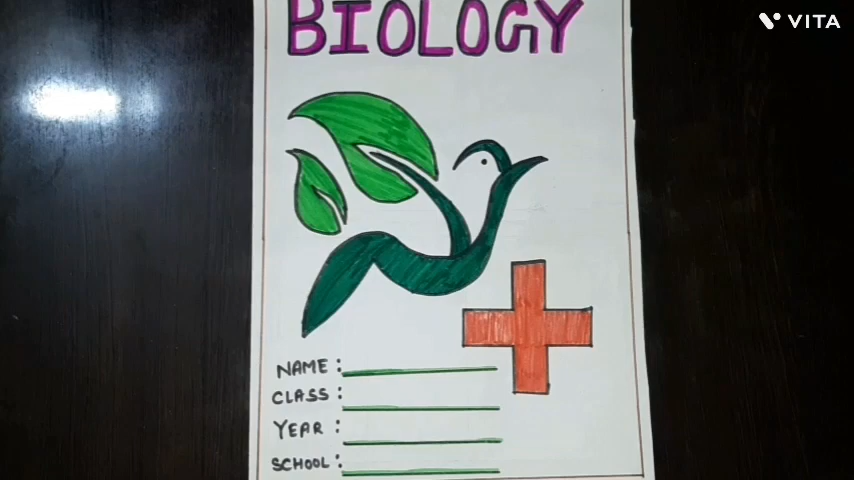 BIOLOGY
VITA
NAME :
CLASS :
YEAR :
SCHOOL :